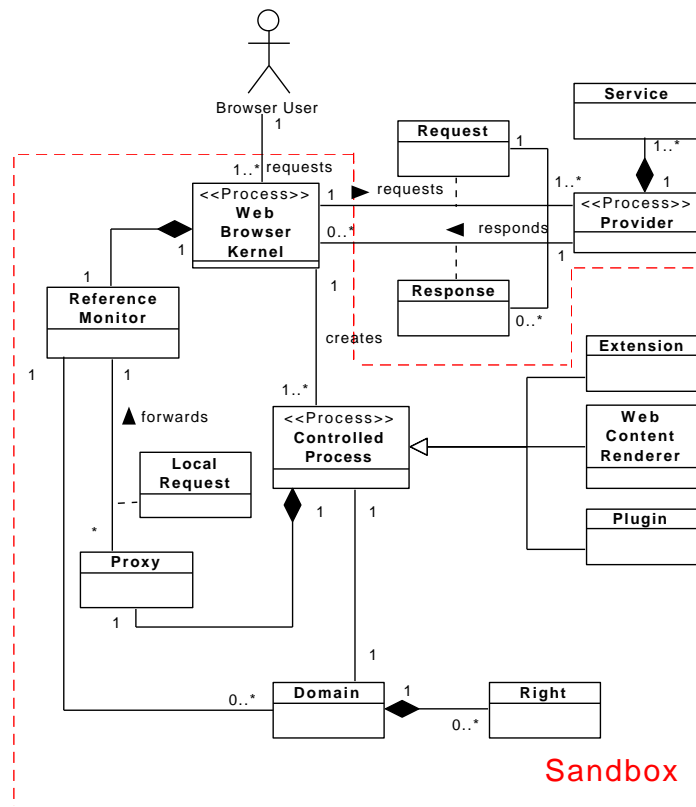 Browser User
1
1..*
requests
Request
1
Service
1..*
1
<<Process>>
Web
Browser
Kernel
1
requests
1..*
<<Process>>
Provider
0..*
responds
1
1
1
1
Reference
Monitor
Response
0..*
creates
1
1
Extension
forwards
1..*
<<Process>>
Controlled
Process
Web
Content
Renderer
Local
Request
1
1
Plugin
*
Proxy
1
1
Domain
0..*
1
0..*
Right
Sandbox